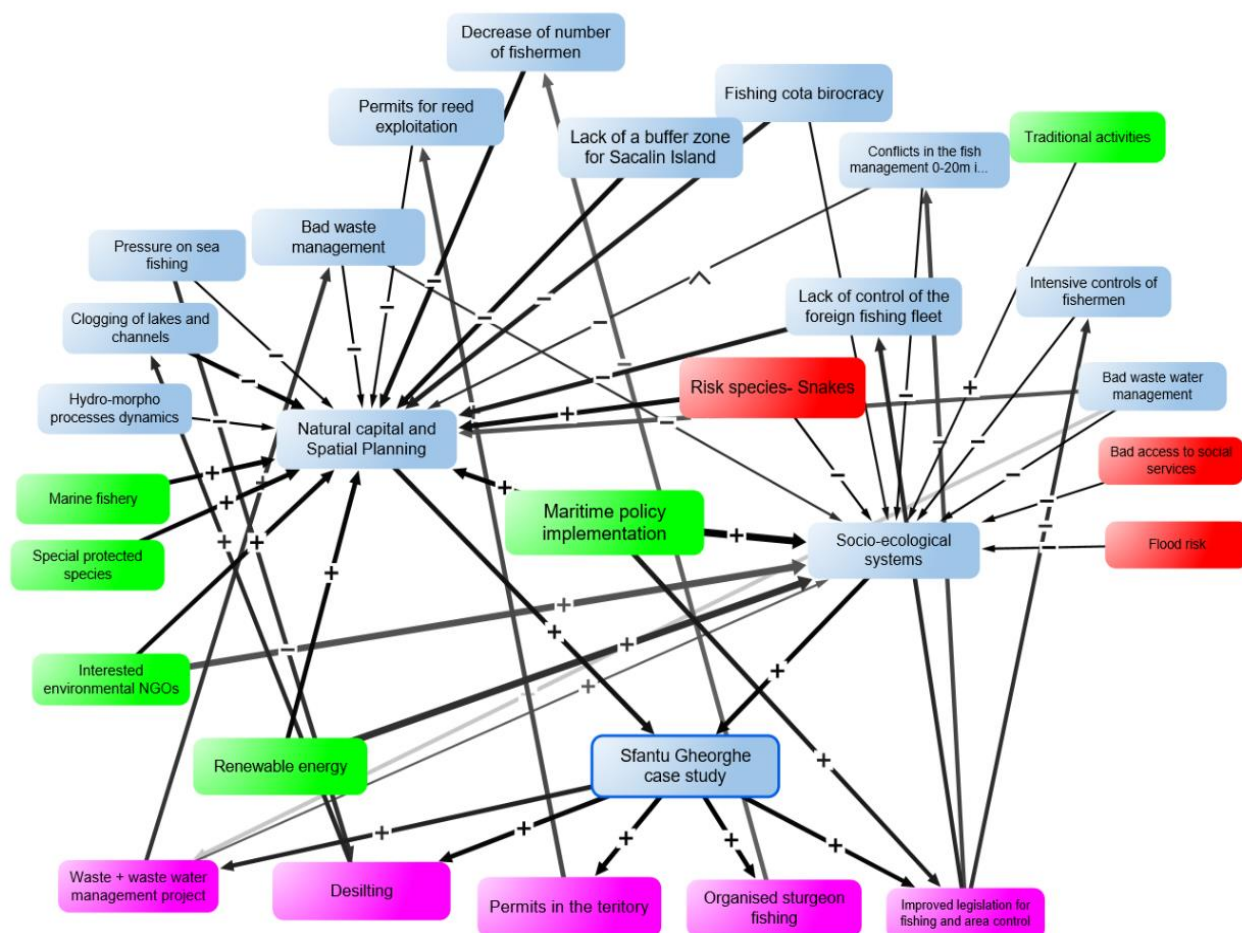 Decrease of number
of fishermen
Fishing cota birocracy
Permits for reed
exploitation
Lack of a buffer zone
for Sacalin Island
Conflicts in the fish
management 0-20m i...
Traditional activities
Bad waste
management
Pressure on sea
fishing
Lack of control of the
foreign fishing fleet
Intensive controls of
fishermen
Clogging of lakes and
channels
Risk species- Snakes
Bad waste water
management
Hydro-morpho
processes dynamics
Natural capital and
Spatial Planning
Bad access to social
services
Marine fishery
Maritime policy
implementation
Socio-ecological
systems
Flood risk
Special protected
species
Interested
environmental NGOs
Renewable energy
Sfantu Gheorghe
case study
Waste + waste water
management project
Desilting
Permits in the teritory
Organised sturgeon
fishing
Improved legislation for
fishing and area control